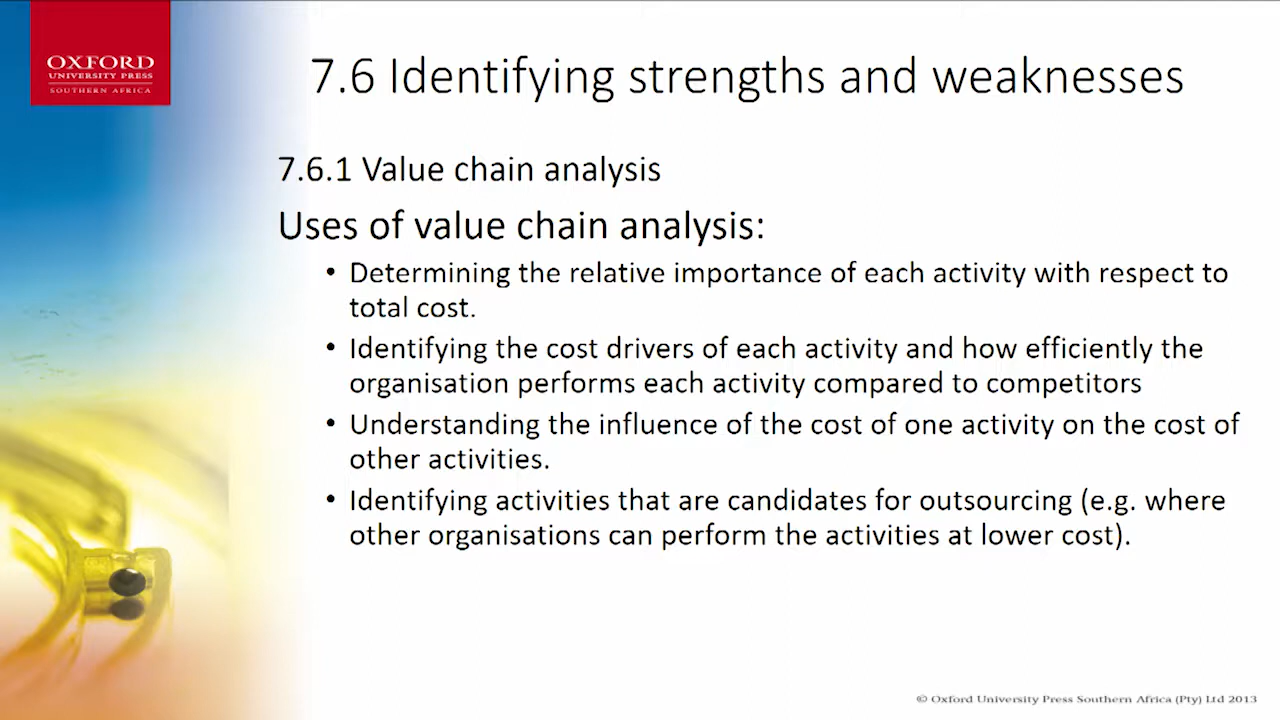 OXFORD
UNIVERSITY PRESS
SOUTHERN AFRICA
7.6 Identifying strengths and weaknesses
7.6.1 Value chain analysis
Uses of value chain analysis:
• Determining the relative importance of each activity with respect to
total cost.
• Identifying the cost drivers of each activity and how efficiently the
organisation performs each activity compared to competitors
• Understanding the influence of the cost of one activity on the cost of
other activities.
• Identifying activities that are candidates for outsourcing (e.g. where
other organisations can perform the activities at lower cost).
© Oxford University Press Southern Africa (Pty) Ltd 2013